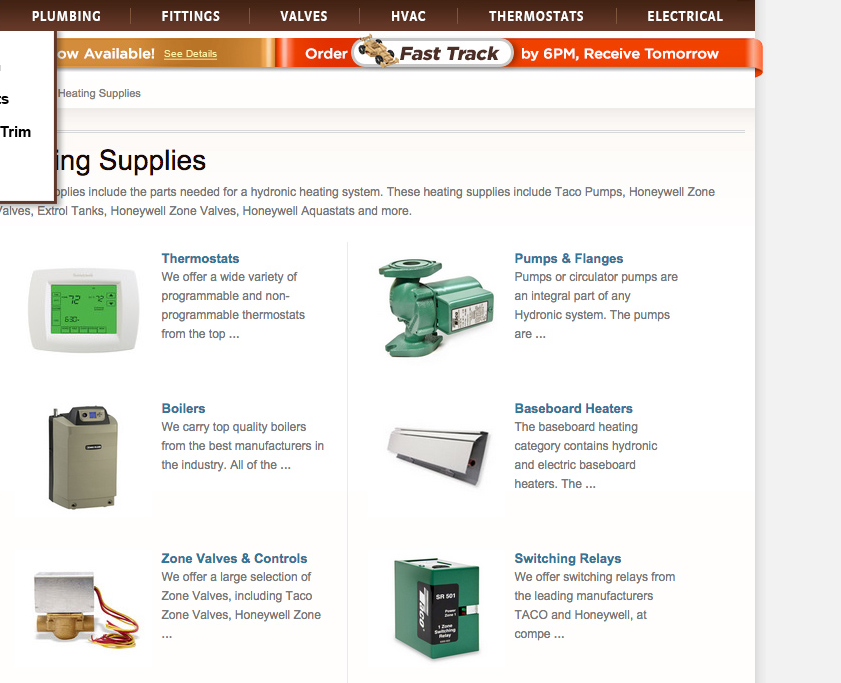 PLUMBING FITTINGS VALVES HVAC THERMOSTATS ELECTRICAL
ow Available! See Details
Order Fast Track by 6PM, Receive Tomorrow
ts
Trim
Heating Supplies
ing Supplies
pplies include the parts needed for a hydronic heating system. These heating supplies include Taco Pumps, Honeywell Zone
Valves, Extrol Tanks, Honeywell Zone Valves, Honeywell Aquastats and more.
Thermostats
We offer a wide variety of
programmable and non-
programmable thermostats
from the top ...
Pumps & Flanges
Pumps or circulator pumps are
an integral part of any
Hydronic system. The pumps
are ...
Boilers
We carry top quality boilers
from the best manufacturers in
the industry. All of the ...
Baseboard Heaters
The baseboard heating
category contains hydronic
and electric baseboard
heaters. The ...
Zone Valves & Controls
We offer a large selection of
Zone Valves, including Taco
Zone Valves, Honeywell Zone
...
Switching Relays
We offer switching relays from
the leading manufacturers
TACO and Honeywell, at
compe ...
72
72
Taco
SR 501
Power
Zone 1
1 Zone
Switching
Relay